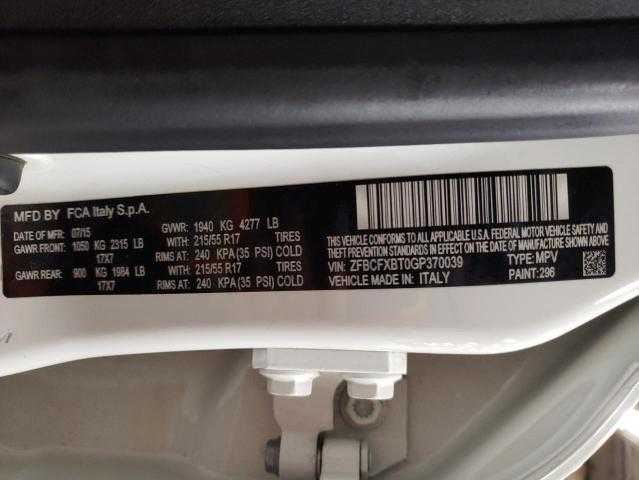 MFD BY FCA Italy S.p.A.
DATE OF MFR: 07/15 GVWR: 1940 KG 4277 LB
GAWR FRONT: 1050 KG 2315 LB WITH: 215/55 R17 TIRES
17X7 RIMS AT: 240 KPA(35 PSI) COLD
GAWR REAR: 900 KG 1984 LB WITH: 215/55 R17 TIRES
17X7 RIMS AT: 240 KPA (35 PSI) COLD
THIS VEHICLE CONFORMS TO ALL APPLICABLE U.S.A. FEDERAL MOTOR VEHICLE SAFETY, BUMPER, AND THEFT
PREVENTION STANDARDS IN EFFECT ON THE DATE OF MANUFACTURE SHOWN ABOVE.
VIN: ZFBCFXBT0GP370039 TYPE: MPV
VEHICLE MADE IN: ITALY PAINT: 296